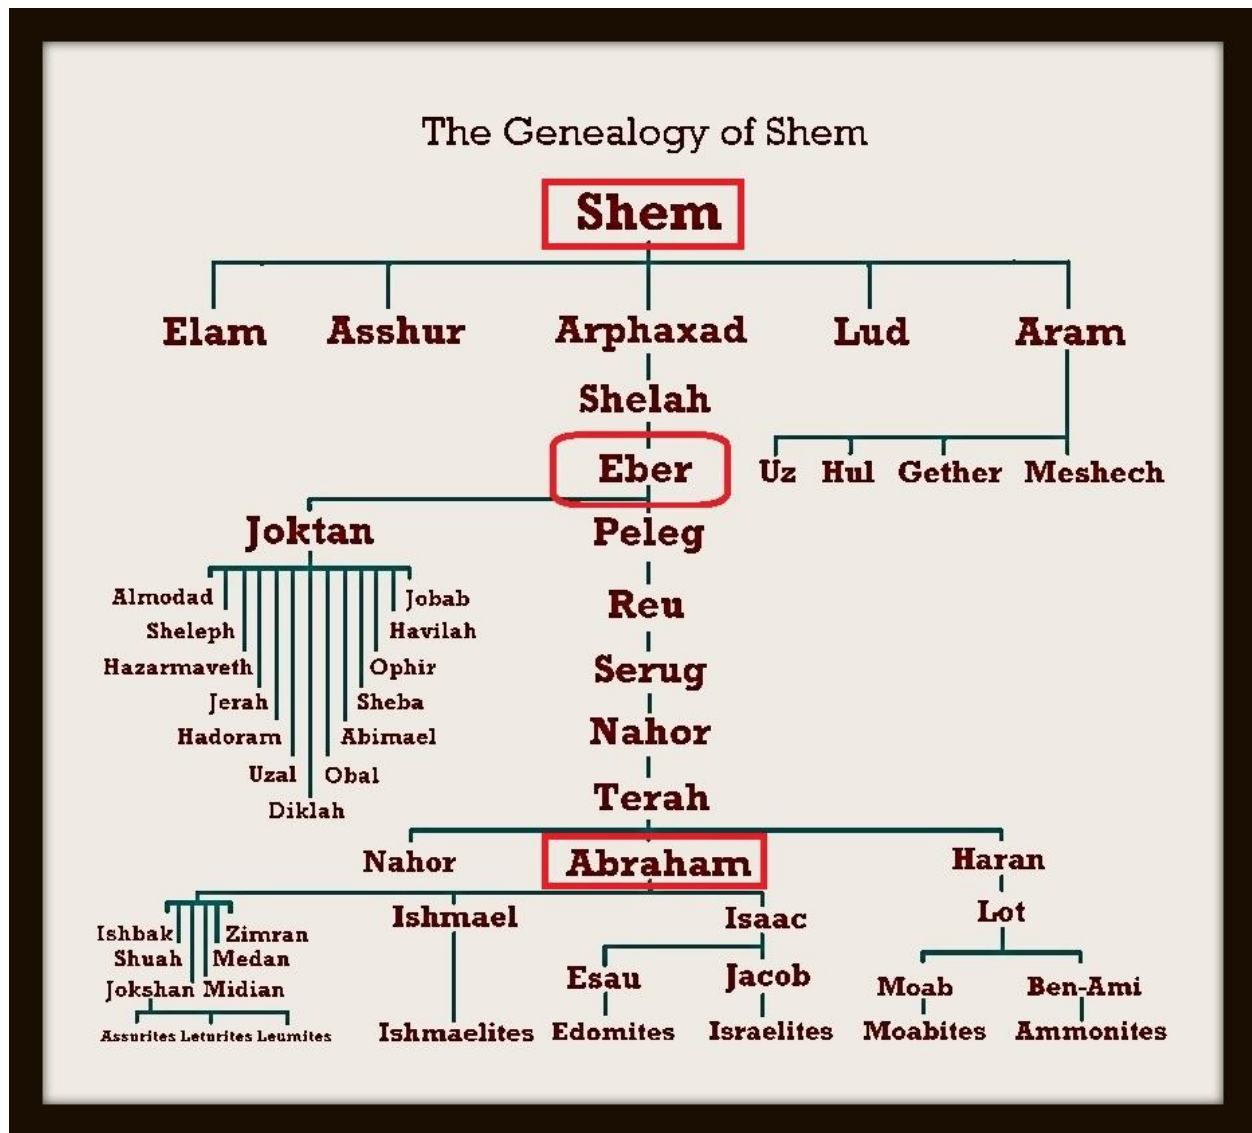 The Genealogy of Shem
Shem
Elam Asshur Arphaxad Lud Aram
Shelah
Eber Uz Hul Gether Meshech
Joktan Peleg
Almodad Jobab Reu
Sheleph Havilah
Hazarmaveth Ophir Serug
Jerah Sheba
Hadoram Abimael Nahor
Uzal Obal
Diklah Terah
Nahor Abraham Haran
Ishmael Isaac Lot
Ishbak Zimran
Shuah Medan
Esau Jacob
Jokshan Midian Moab Ben-Ami
Assurites Leturites Leumites Ishmaelites Edomites Israelites Moabites Ammonites